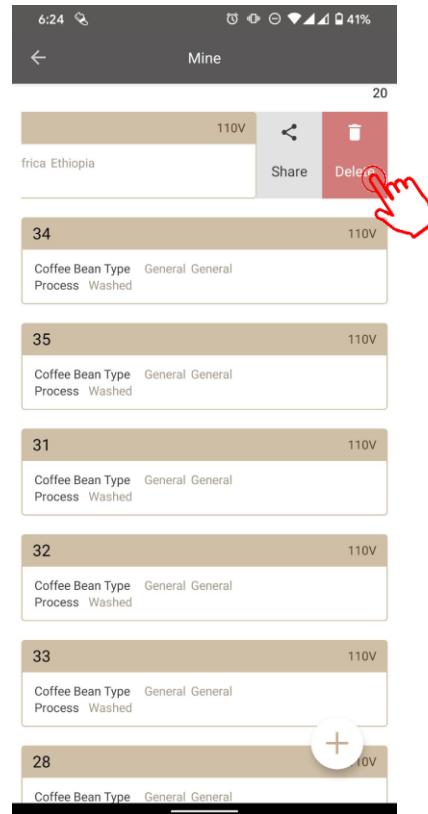 6:24 41%
Mine
20
110V
frica Ethiopia
Share Delete
34 110V
Coffee Bean Type General General
Process Washed
35 110V
Coffee Bean Type General General
Process Washed
31 110V
Coffee Bean Type General General
Process Washed
32 110V
Coffee Bean Type General General
Process Washed
33 110V
Coffee Bean Type General General
Process Washed
28 10V
Coffee Bean Type General General